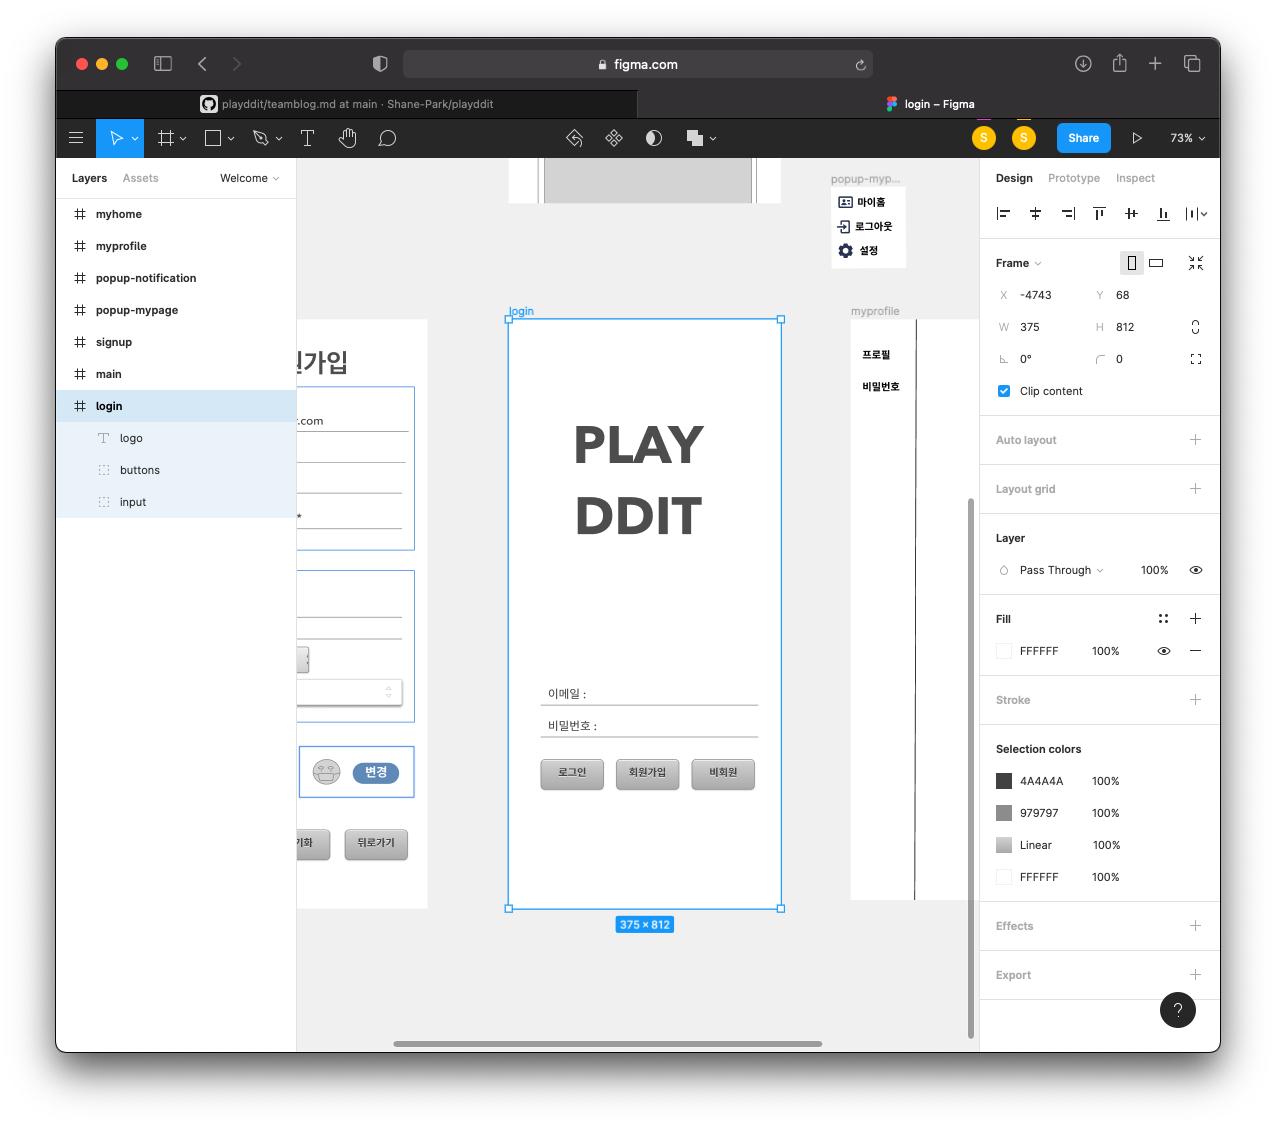 figma.com
playddit/teamblog.md at main · Shane-Park/playddit
login – Figma
S
S
Share
73%
Layers
Assets
Welcome
myhome
myprofile
popup-notification
popup-mypage
signup
main
login
logo
buttons
input
popup-myp...
마이홈
로그아웃
설정
원가입
.com
*
변경
기화
뒤로가기
login
PLAY
DDIT
이메일 :
비밀번호 :
로그인
회원가입
비회원
375 × 812
myprofile
프로필
비밀번호
Design
Prototype
Inspect
Frame
X
-4743
Y
68
W
375
H
812
0°
0
Clip content
Auto layout
Layout grid
Layer
Pass Through
100%
Fill
FFFFFF
100%
Stroke
Selection colors
4A4A4A
100%
979797
100%
Linear
100%
FFFFFF
100%
Effects
Export
?